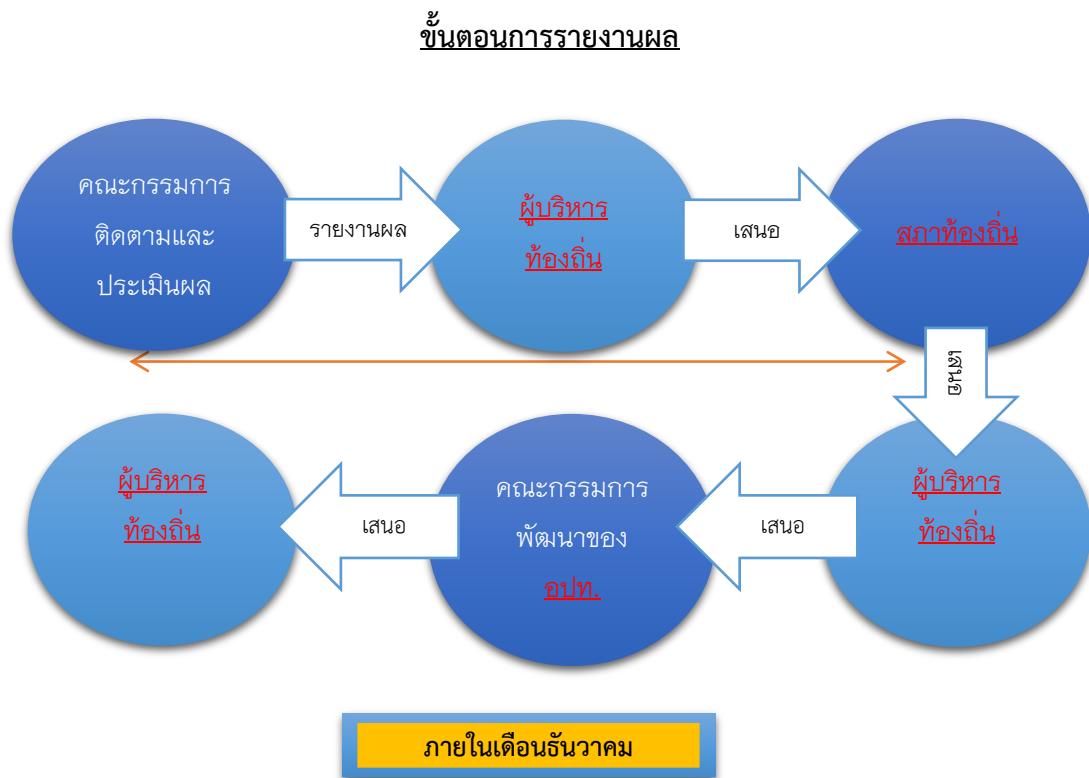 ขั้นตอนการรายงานผล
คณะกรรมการ
ติดตามและ
ประเมินผล
รายงานผล
ผู้บริหาร
ท้องถิ่น
เสนอ
สภาท้องถิ่น
เสนอ
ผู้บริหาร
ท้องถิ่น
เสนอ
คณะกรรมการ
พัฒนาของ
อปท.
เสนอ
ผู้บริหาร
ท้องถิ่น
ภายในเดือนธันวาคม